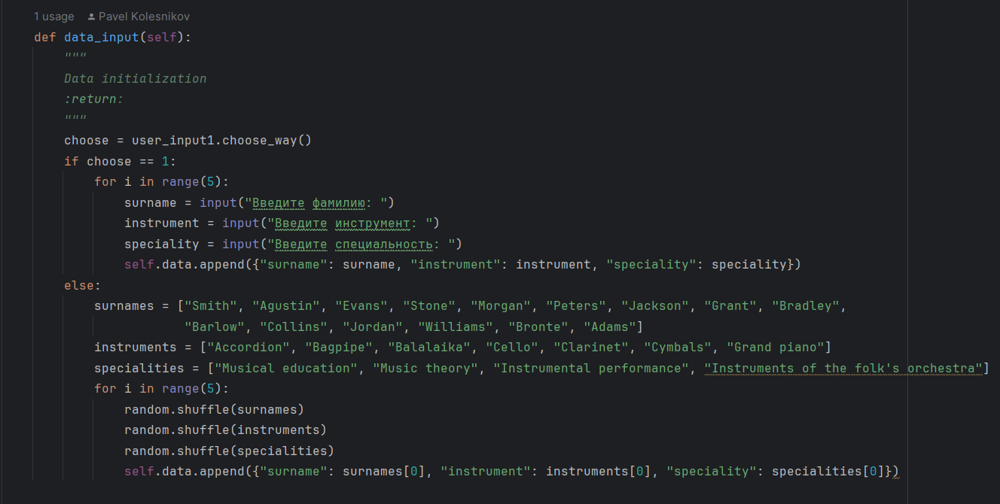 1 usage Pavel Kolesnikov
def data_input(self):
"""
Data initialization
:return:
"""
choose = user_input1.choose_way()
if choose == 1:
for i in range(5):
surname = input("Введите фамилию: ")
instrument = input("Введите инструмент: ")
speciality = input("Введите специальность: ")
self.data.append({"surname": surname, "instrument": instrument, "speciality": speciality})
else:
surnames = ["Smith", "Agustin", "Evans", "Stone", "Morgan", "Peters", "Jackson", "Grant", "Bradley",
"Barlow", "Collins", "Jordan", "Williams", "Bronte", "Adams"]
instruments = ["Accordion", "Bagpipe", "Balalaika", "Cello", "Clarinet", "Cymbals", "Grand piano"]
specialities = ["Musical education", "Music theory", "Instrumental performance", "Instruments of the folk's orchestra"]
for i in range(5):
random.shuffle(surnames)
random.shuffle(instruments)
random.shuffle(specialities)
self.data.append({"surname": surnames[0], "instrument": instruments[0], "speciality": specialities[0]})